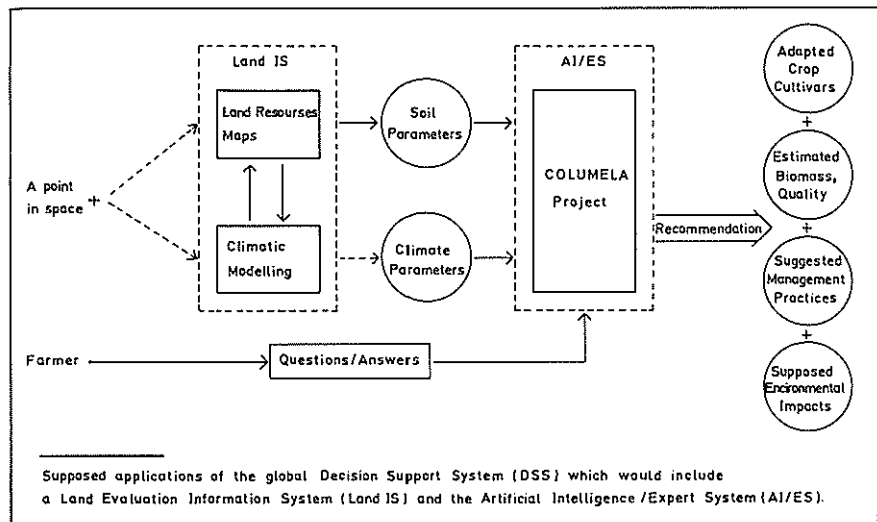 Land IS
AI/ES
Land Resourses
Maps
Soil
Parameters
COLUMELA
Project
A point
in space
+
Climatic
Modelling
Climate
Parameters
Recommendation
Adapted
Crop
Cultivars
+
Estimated
Biomass,
Quality
+
Suggested
Management
Practices
+
Supposed
Environmental
Impacts
Farmer
Questions/Answers
Supposed applications of the global Decision Support System (DSS) which would include
a Land Evaluation Information System (Land IS) and the Artificial Intelligence/Expert System (AI/ES).